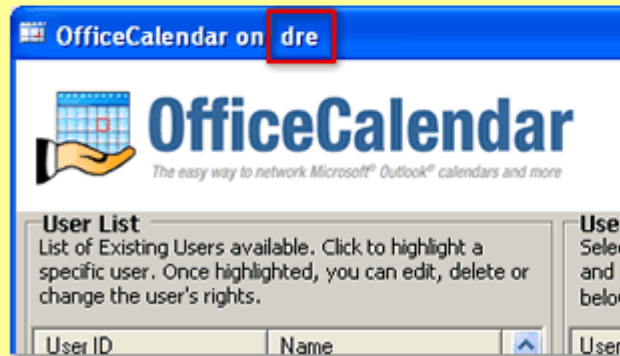 OfficeCalendar on dre
OfficeCalendar
The easy way to network Microsoft® Outlook® calendars and more
User List
List of Existing Users available. Click to highlight a
specific user. Once highlighted, you can edit, delete or
change the user's rights.
User ID Name